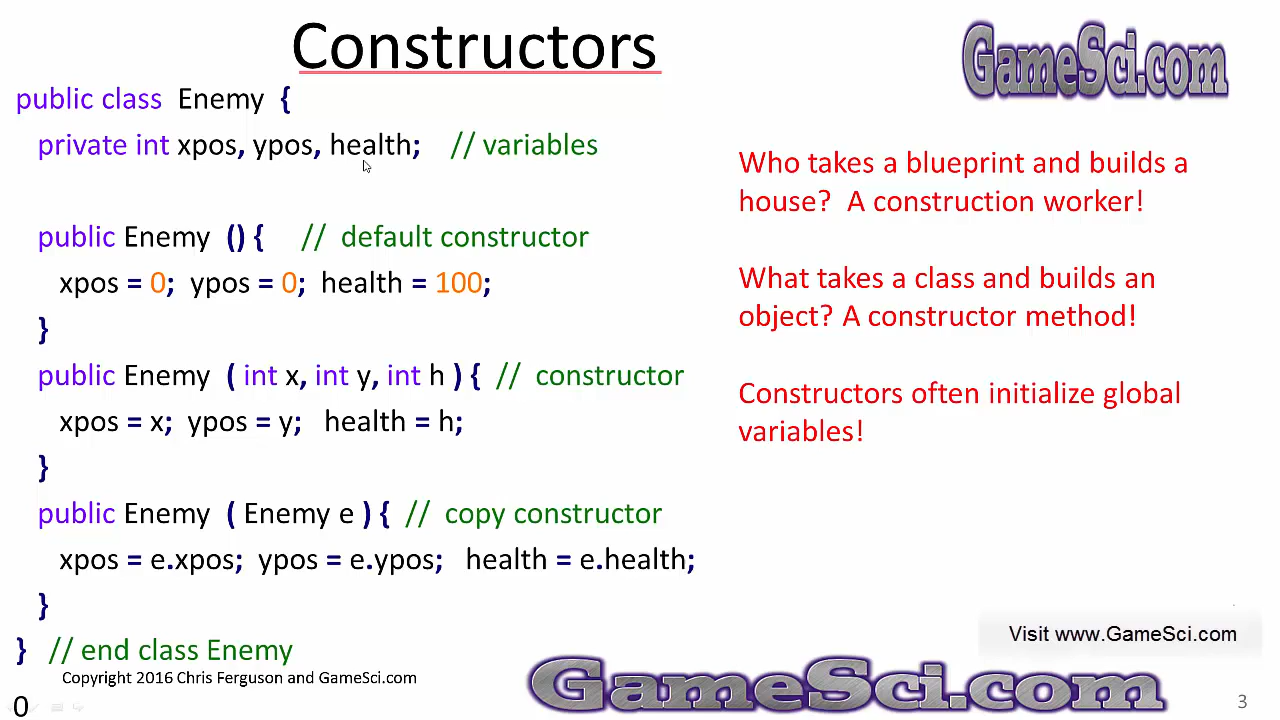 Constructors
GameSci.com
public class Enemy {
private int xpos, ypos, health; // variables
public Enemy () { // default constructor
xpos = 0; ypos = 0; health = 100;
}
public Enemy ( int x, int y, int h ) { // constructor
xpos = x; ypos = y; health = h;
}
public Enemy ( Enemy e ) { // copy constructor
xpos = e.xpos; ypos = e.ypos; health = e.health;
}
} // end class Enemy
Who takes a blueprint and builds a
house? A construction worker!
What takes a class and builds an
object? A constructor method!
Constructors often initialize global
variables!
Visit www.GameSci.com
Copyright 2016 Chris Ferguson and GameSci.com
GameSci.com
0
3